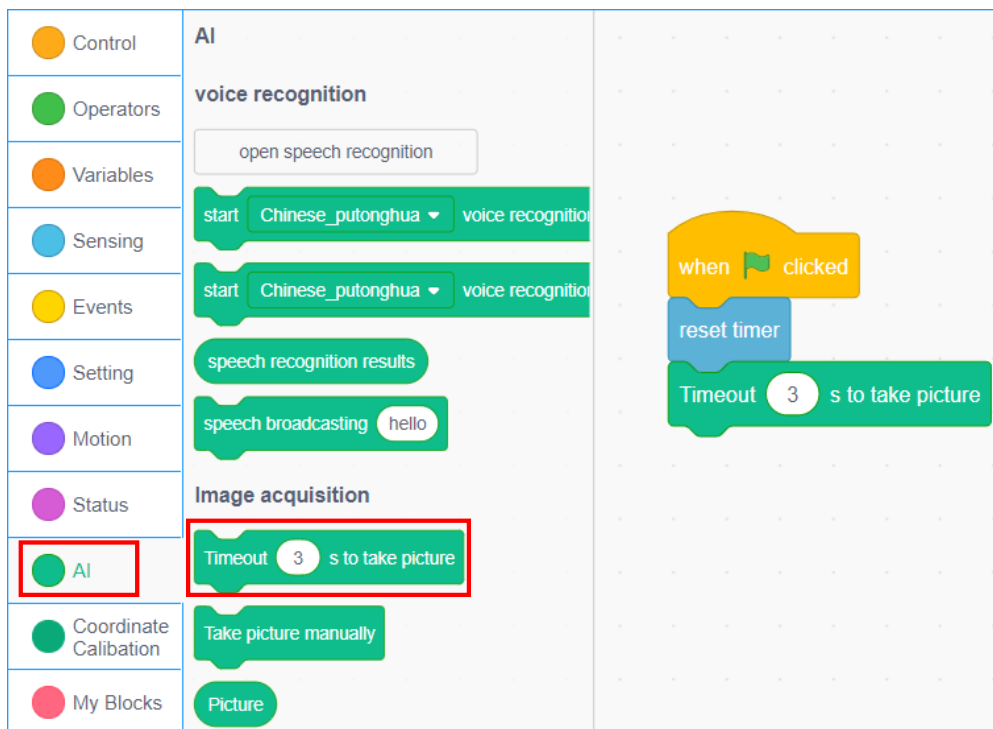 Control
Operators
Variables
Sensing
Events
Setting
Motion
Status
AI
Coordinate
Calibation
My Blocks
AI
voice recognition
open speech recognition
start Chinese_putonghua voice recognition
start Chinese_putonghua voice recognition
speech recognition results
speech broadcasting hello
Image acquisition
Timeout 3 s to take picture
Take picture manually
Picture
when clicked
reset timer
Timeout 3 s to take picture